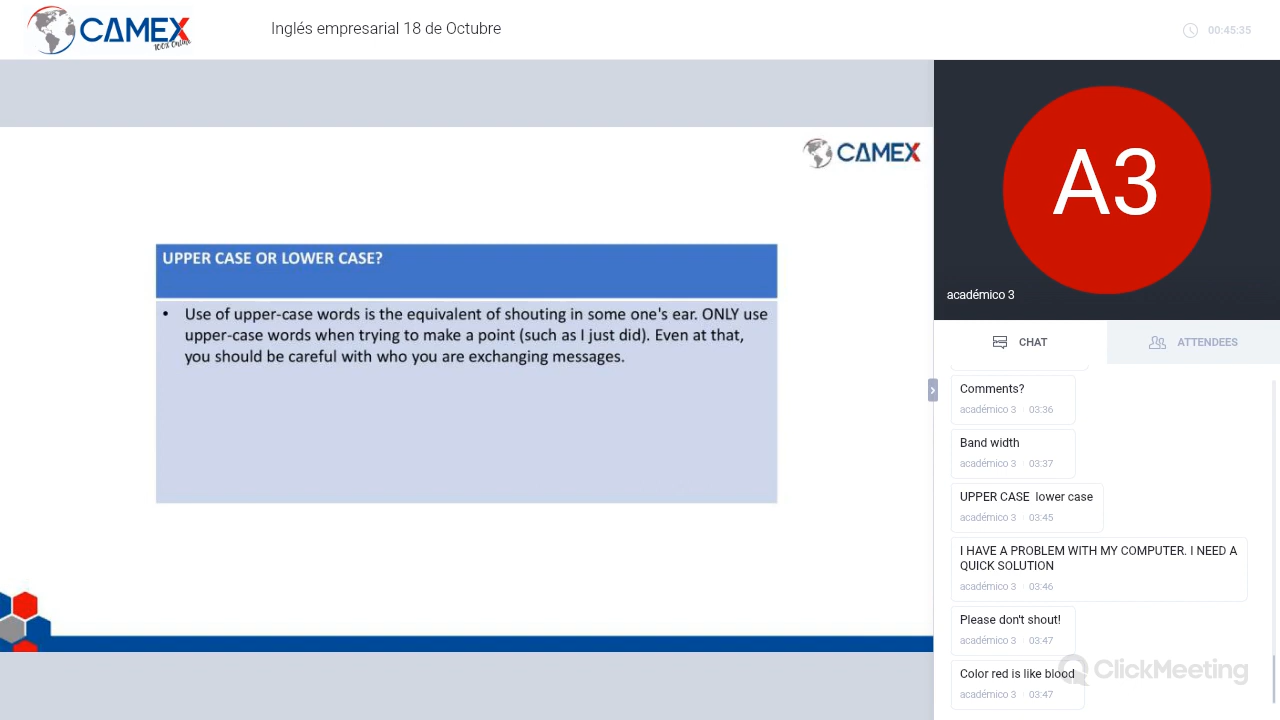 CAMEX
100% Online
Inglés empresarial 18 de Octubre
00:45:35
CAMEX
UPPER CASE OR LOWER CASE?
• Use of upper-case words is the equivalent of shouting in some one's ear. ONLY use
upper-case words when trying to make a point (such as I just did). Even at that,
you should be careful with who you are exchanging messages.
A3
académico 3
CHAT
ATTENDEES
Comments?
académico 3 03:36
Band width
académico 3 03:37
UPPER CASE  lower case
académico 3 03:45
I HAVE A PROBLEM WITH MY COMPUTER. I NEED A
QUICK SOLUTION
académico 3 03:46
Please don't shout!
académico 3 03:47
Color red is like blood
académico 3 03:47
ClickMeeting